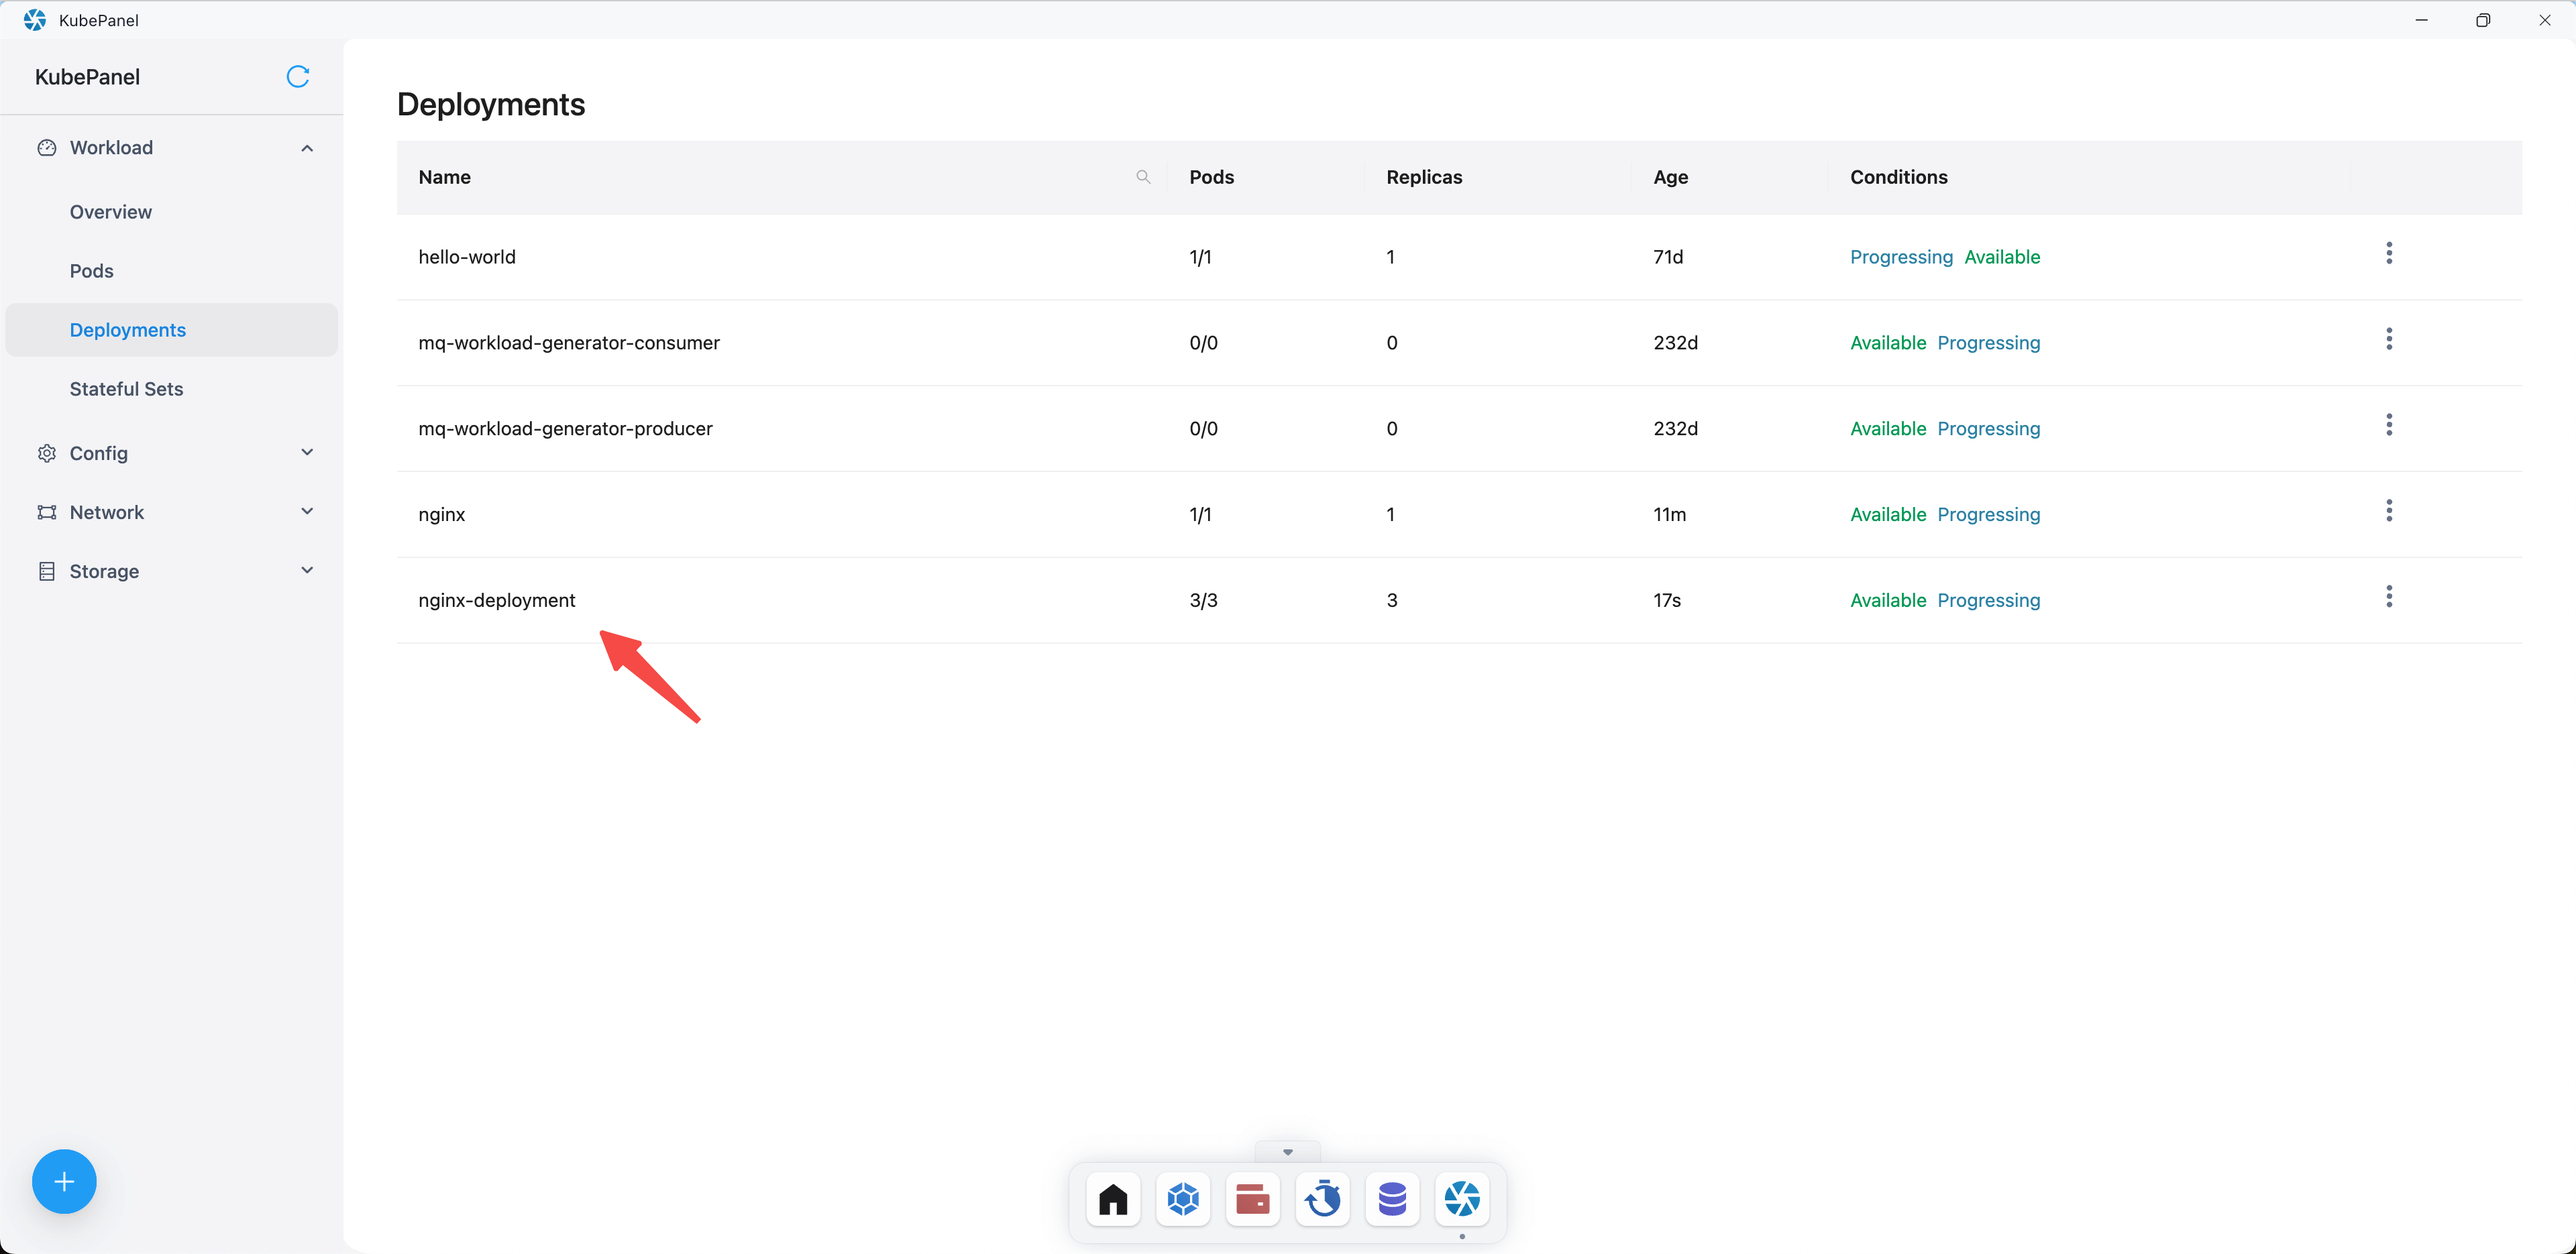 KubePanel
KubePanel
Workload
Overview
Pods
Deployments
Stateful Sets
Config
Network
Storage
Deployments
Name Pods Replicas Age Conditions
hello-world 1/1 1 71d Progressing Available
mq-workload-generator-consumer 0/0 0 232d Available Progressing
mq-workload-generator-producer 0/0 0 232d Available Progressing
nginx 1/1 1 11m Available Progressing
nginx-deployment 3/3 3 17s Available Progressing